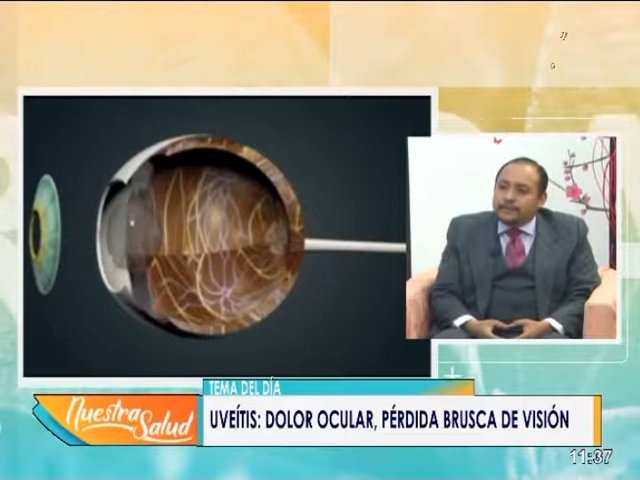 TEMA DEL DÍA
Nuestra
Salud
UVEÍTIS: DOLOR OCULAR, PÉRDIDA BRUSCA DE VISIÓN
11:37